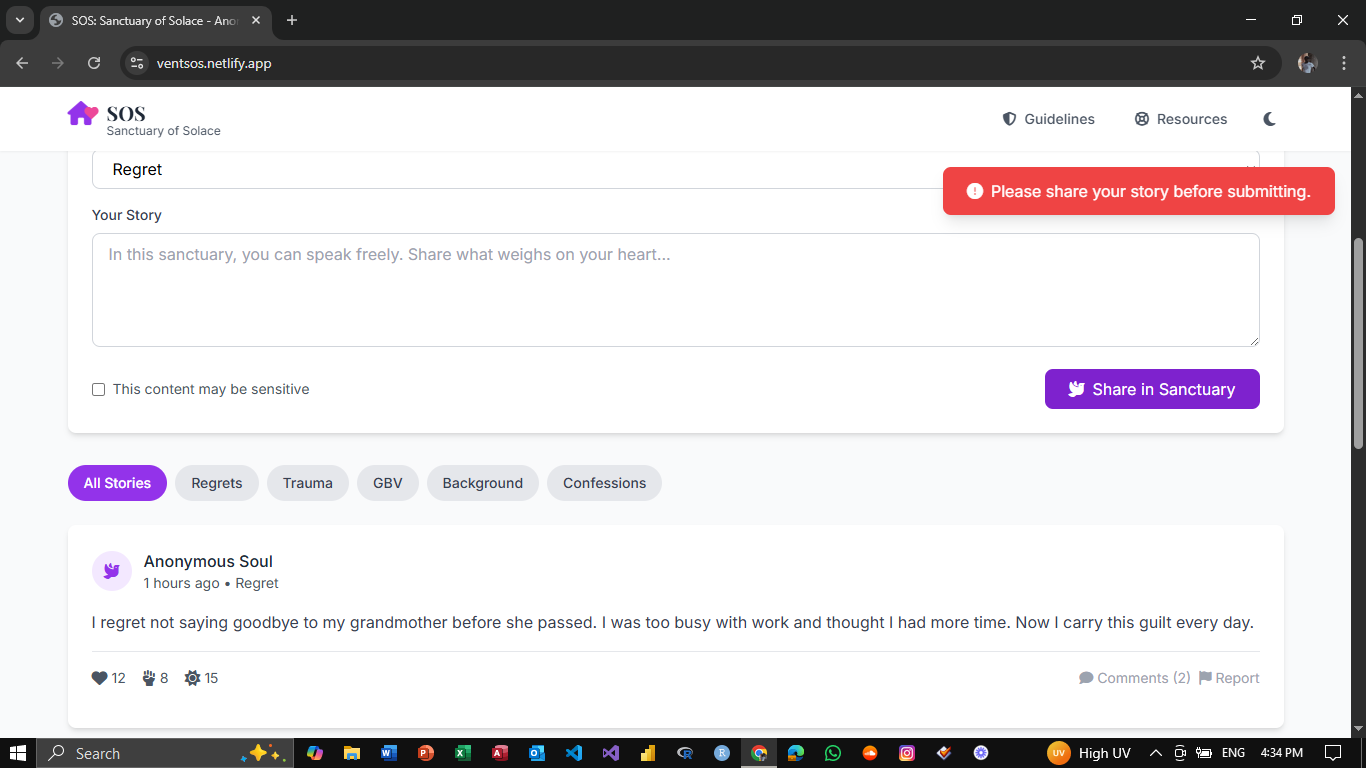 SOS: Sanctuary of Solace - Ano
ventsos.netlify.app
SOS
Sanctuary of Solace
Guidelines
Resources
Regret
Please share your story before submitting.
Your Story
In this sanctuary, you can speak freely. Share what weighs on your heart...
This content may be sensitive
Share in Sanctuary
All Stories
Regrets
Trauma
GBV
Background
Confessions
Anonymous Soul
1 hours ago • Regret
I regret not saying goodbye to my grandmother before she passed. I was too busy with work and thought I had more time. Now I carry this guilt every day.
12 8 15
Comments (2) Report
Search
UV High UV
ENG
4:34 PM